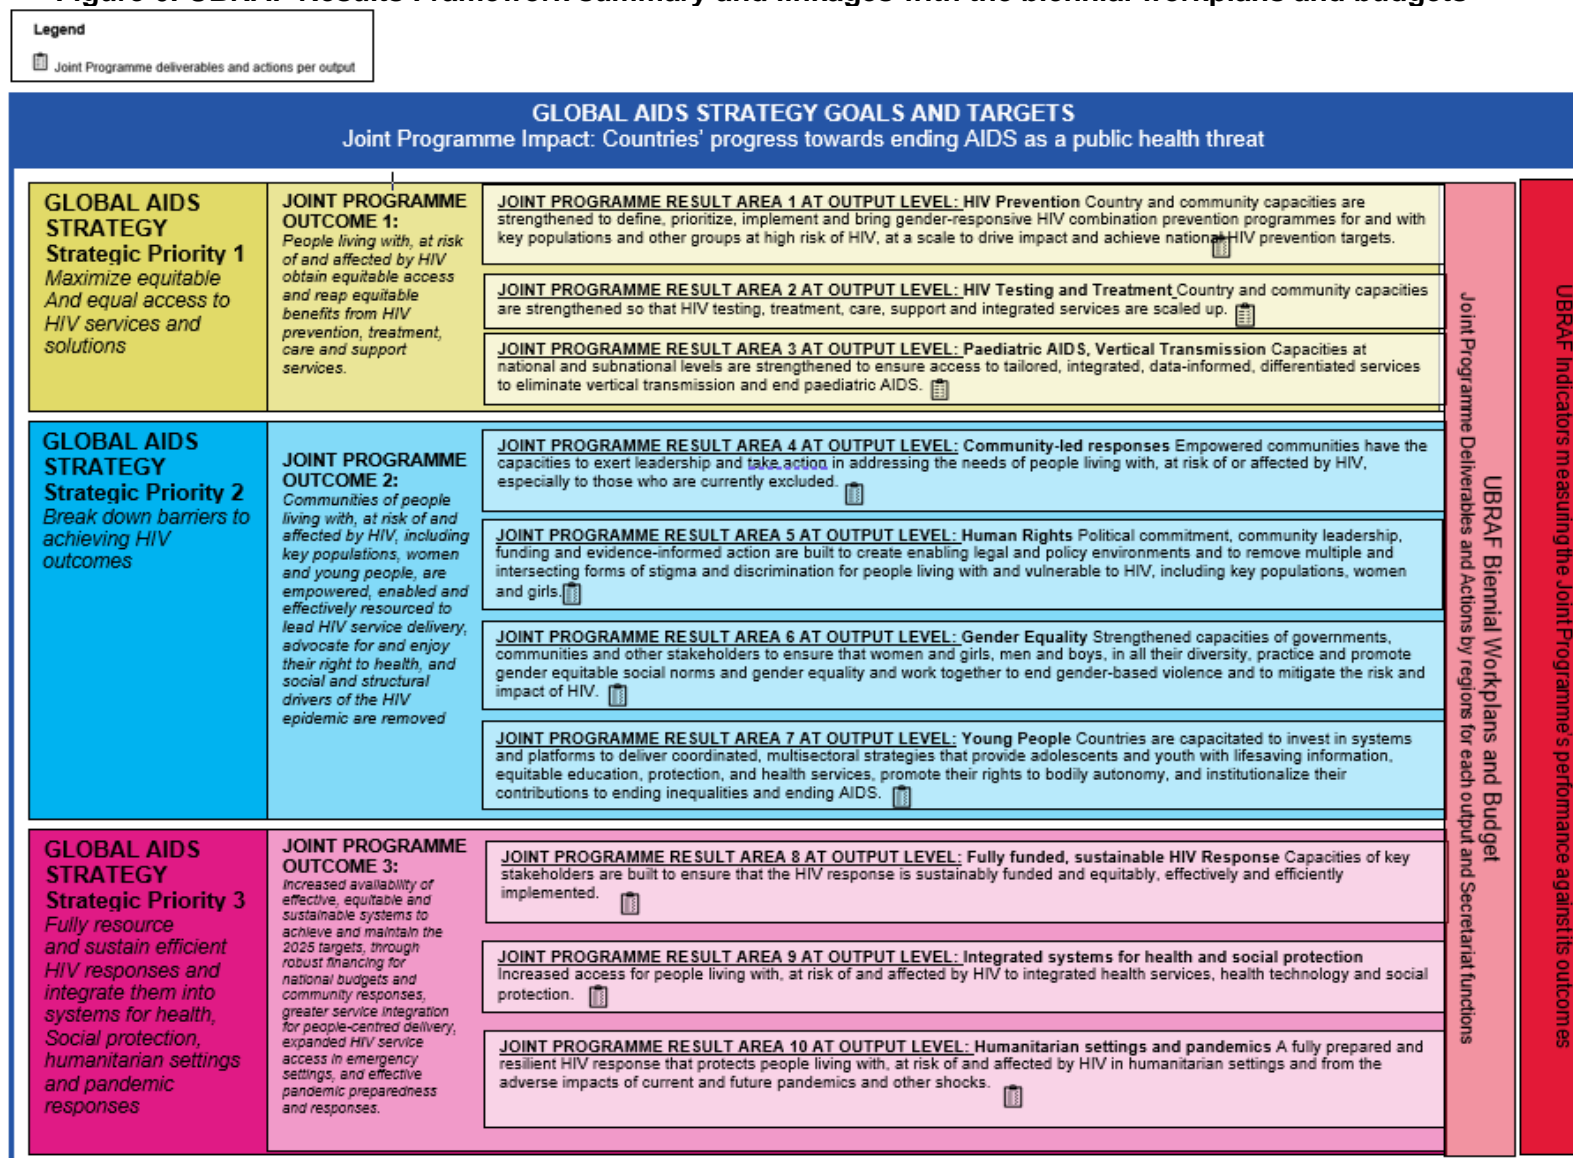 Figure 6. UBRAF Results Framework summary and linkages with the biennial workplans and budgets
Legend
Joint Programme deliverables and actions per output
GLOBAL AIDS STRATEGY GOALS AND TARGETS
Joint Programme Impact: Countries' progress towards ending AIDS as a public health threat
GLOBAL AIDS
STRATEGY
Strategic Priority 1
Maximize equitable
And equal access to
HIV services and
solutions
JOINT PROGRAMME
OUTCOME 1:
People living with, at risk
of and affected by HIV
obtain equitable access
and reap equitable
benefits from HIV
prevention, treatment,
care and support
services.
JOINT PROGRAMME RESULT AREA 1 AT OUTPUT LEVEL: HIV Prevention Country and community capacities are
strengthened to define, prioritize, implement and bring gender-responsive HIV combination prevention programmes for and with
key populations and other groups at high risk of HIV, at a scale to drive impact and achieve national HIV prevention targets.
JOINT PROGRAMME RESULT AREA 2 AT OUTPUT LEVEL: HIV Testing and Treatment Country and community capacities
are strengthened so that HIV testing, treatment, care, support and integrated services are scaled up.
JOINT PROGRAMME RESULT AREA 3 AT OUTPUT LEVEL: Paediatric AIDS, Vertical Transmission Capacities at
national and subnational levels are strengthened to ensure access to tailored, integrated, data-informed, differentiated services
to eliminate vertical transmission and end paediatric AIDS.
GLOBAL AIDS
STRATEGY
Strategic Priority 2
Break down barriers to
achieving HIV
outcomes
JOINT PROGRAMME
OUTCOME 2:
Communities of people
living with, at risk of and
affected by HIV, including
key populations, women
and young people, are
empowered, enabled and
effectively resourced to
lead HIV service delivery,
advocate for and enjoy
their right to health, and
social and structural
drivers of the HIV
epidemic are removed
JOINT PROGRAMME RESULT AREA 4 AT OUTPUT LEVEL: Community-led responses Empowered communities have the
capacities to exert leadership and take action in addressing the needs of people living with, at risk of or affected by HIV,
especially to those who are currently excluded.
JOINT PROGRAMME RESULT AREA 5 AT OUTPUT LEVEL: Human Rights Political commitment, community leadership,
funding and evidence-informed action are built to create enabling legal and policy environments and to remove multiple and
intersecting forms of stigma and discrimination for people living with and vulnerable to HIV, including key populations, women
and girls.
JOINT PROGRAMME RESULT AREA 6 AT OUTPUT LEVEL: Gender Equality Strengthened capacities of governments,
communities and other stakeholders to ensure that women and girls, men and boys, in all their diversity, practice and promote
gender equitable social norms and gender equality and work together to end gender-based violence and to mitigate the risk and
impact of HIV.
JOINT PROGRAMME RESULT AREA 7 AT OUTPUT LEVEL: Young People Countries are capacitated to invest in systems
and platforms to deliver coordinated, multisectoral strategies that provide adolescents and youth with lifesaving information,
equitable education, protection, and health services, promote their rights to bodily autonomy, and institutionalize their
contributions to ending inequalities and ending AIDS.
GLOBAL AIDS
STRATEGY
Strategic Priority 3
Fully resource
and sustain efficient
HIV responses and
integrate them into
systems for health,
Social protection,
humanitarian settings
and pandemic
responses
JOINT PROGRAMME
OUTCOME 3:
Increased availability of
effective, equitable and
sustainable systems to
achieve and maintain the
2025 targets, through
robust financing for
national budgets and
community responses,
greater service integration
for people-centred delivery,
expanded HIV service
access in emergency
settings, and effective
pandemic preparedness
and responses.
JOINT PROGRAMME RESULT AREA 8 AT OUTPUT LEVEL: Fully funded, sustainable HIV Response Capacities of key
stakeholders are built to ensure that the HIV response is sustainably funded and equitably, effectively and efficiently
implemented.
JOINT PROGRAMME RESULT AREA 9 AT OUTPUT LEVEL: Integrated systems for health and social protection
Increased access for people living with, at risk of and affected by HIV to integrated health services, health technology and social
protection.
JOINT PROGRAMME RESULT AREA 10 AT OUTPUT LEVEL: Humanitarian settings and pandemics A fully prepared and
resilient HIV response that protects people living with, at risk of and affected by HIV in humanitarian settings and from the
adverse impacts of current and future pandemics and other shocks.
UBRAF Biennial Workplans and Budget
Joint Programme Deliverables and Actions by regions for each output and Secretariat functions
UBRAF Indicators measuring the Joint Programme's performance against its outcomes